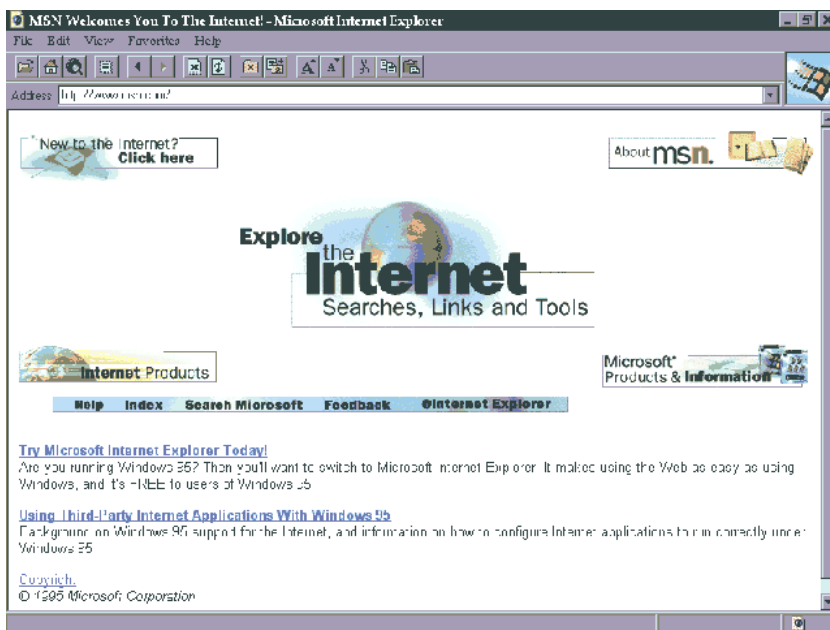 MSN Welcomes You To The Internet! - Microsoft Internet Explorer
File Edit View Favorites Help
Address: http://www.msn.com/
New to the Internet?
Click here
About msn.
Explore
the
Internet
Searches, Links and Tools
Internet Products
Microsoft
Products & Information
Help Index Search Microsoft Feedback @Internet Explorer
Try Microsoft Internet Explorer Today!
Are you running Windows 95? Then you'll want to switch to Microsoft Internet Explorer. It makes using the Web as easy as using
Windows, and it's FREE to users of Windows 95
Using Third-Party Internet Applications With Windows 95
Background on Windows 95 support for the Internet, and information on how to configure Internet applications to run correctly under
Windows 95
Copyright
© 1995 Microsoft Corporation